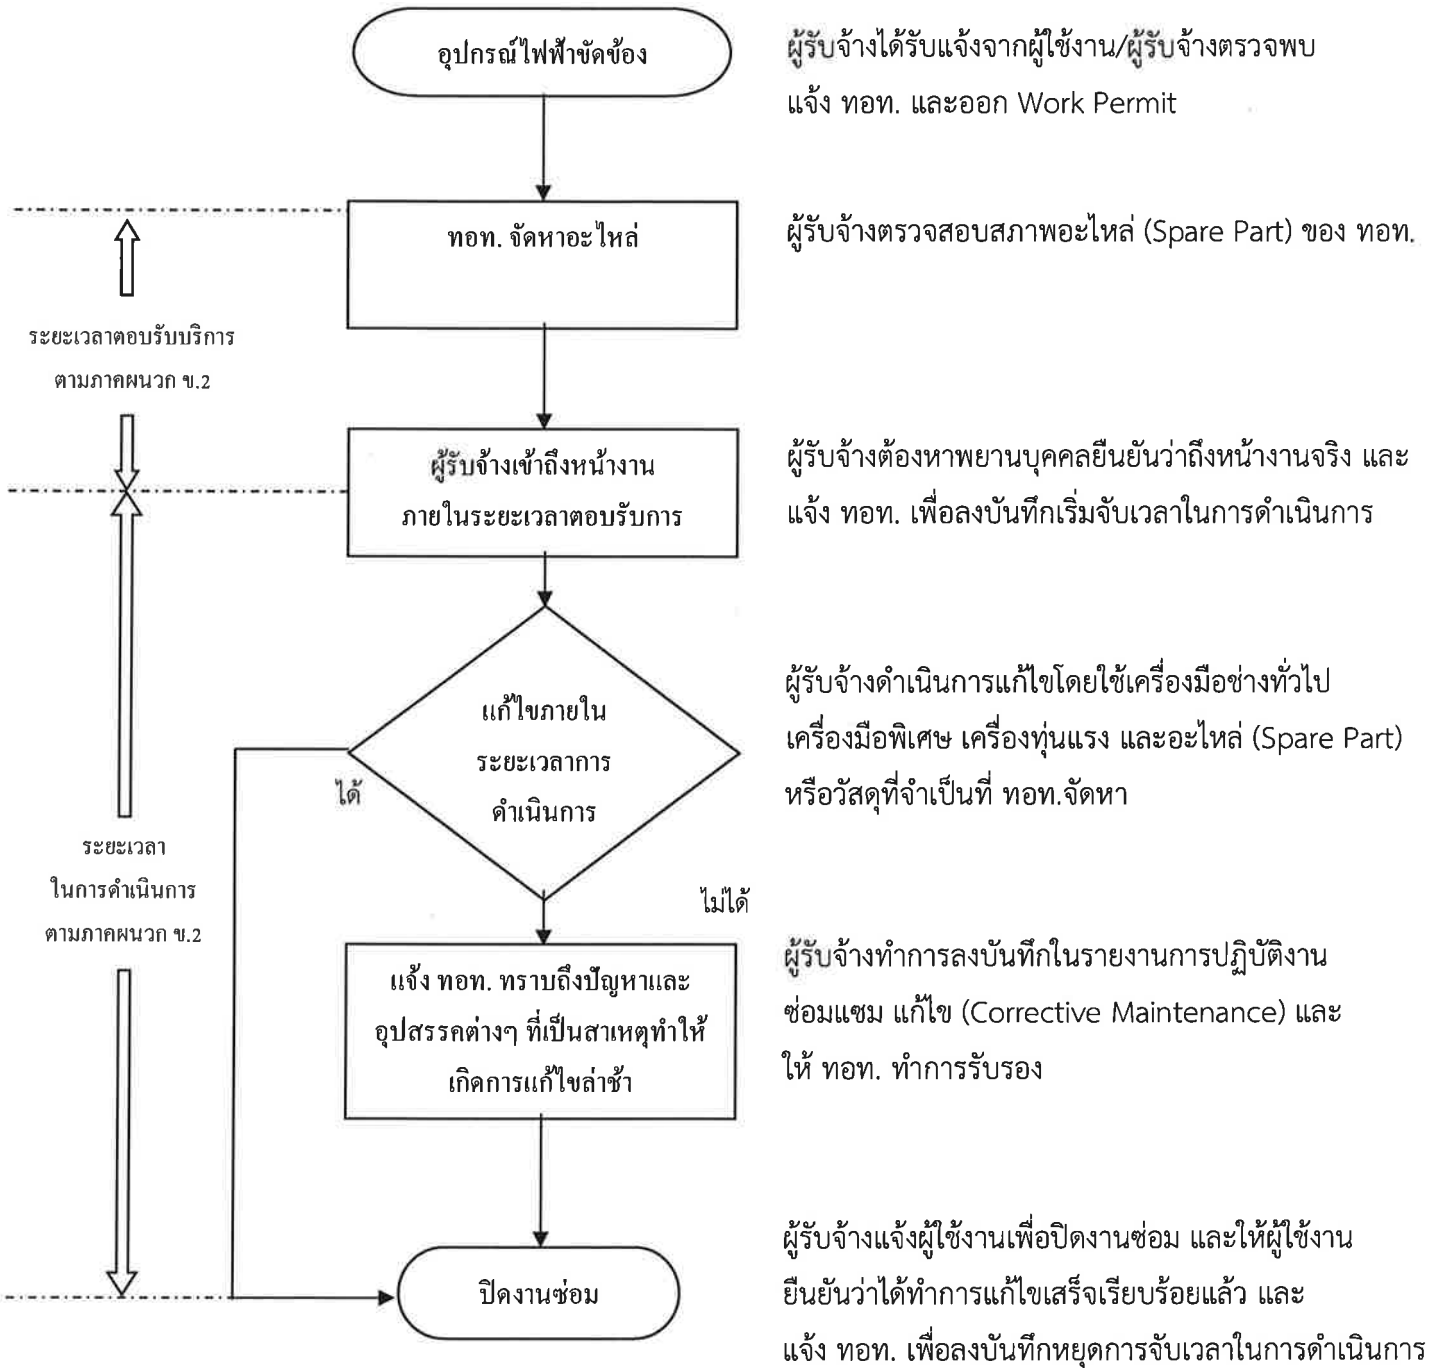 อุปกรณ์ไฟฟ้าขัดข้อง
ผู้รับจ้างได้รับแจ้งจากผู้ใช้งาน/ผู้รับจ้างตรวจพบ
แจ้ง ทอท. และออก Work Permit
ทอท. จัดหาอะไหล่
ผู้รับจ้างตรวจสอบสภาพอะไหล่ (Spare Part) ของ ทอท.
ระยะเวลาตอบรับบริการ
ตามภาคผนวก ข.2
ผู้รับจ้างเข้าถึงหน้างาน
ภายในระยะเวลาตอบรับการ
ผู้รับจ้างต้องหาพยานบุคคลยืนยันว่าถึงหน้างานจริง และ
แจ้ง ทอท. เพื่อลงบันทึกเริ่มจับเวลาในการดำเนินการ
แก้ไขภายใน
ระยะเวลาการ
ดำเนินการ
ได้
ไม่ได้
ผู้รับจ้างดำเนินการแก้ไขโดยใช้เครื่องมือช่างทั่วไป
เครื่องมือพิเศษ เครื่องทุ่นแรง และอะไหล่ (Spare Part)
หรือวัสดุที่จำเป็นที่ ทอท.จัดหา
ระยะเวลา
ในการดำเนินการ
ตามภาคผนวก ข.2
แจ้ง ทอท. ทราบถึงปัญหาและ
อุปสรรคต่างๆ ที่เป็นสาเหตุทำให้
เกิดการแก้ไขล่าช้า
ผู้รับจ้างทำการลงบันทึกในรายงานการปฏิบัติงาน
ซ่อมแซม แก้ไข (Corrective Maintenance) และ
ให้ ทอท. ทำการรับรอง
ปิดงานซ่อม
ผู้รับจ้างแจ้งผู้ใช้งานเพื่อปิดงานซ่อม และให้ผู้ใช้งาน
ยืนยันว่าได้ทำการแก้ไขเสร็จเรียบร้อยแล้ว และ
แจ้ง ทอท. เพื่อลงบันทึกหยุดการจับเวลาในการดำเนินการ